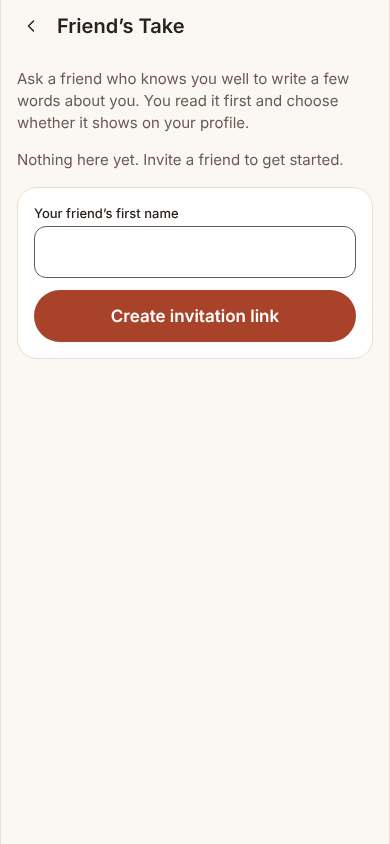 Friend’s Take
Ask a friend who knows you well to write a few
words about you. You read it first and choose
whether it shows on your profile.
Nothing here yet. Invite a friend to get started.
Your friend’s first name
Create invitation link